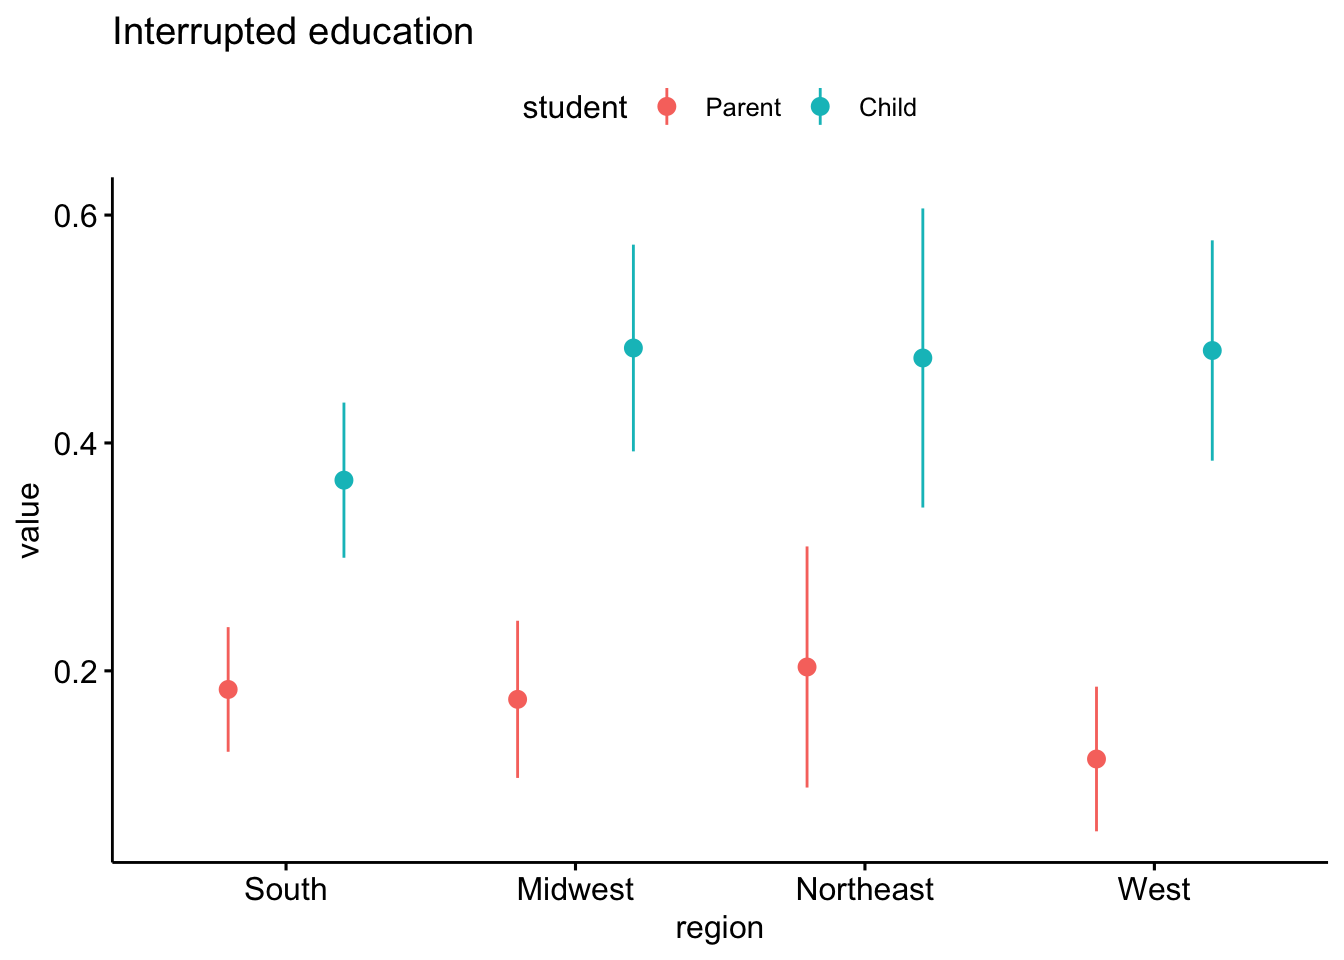 Interrupted education
student Parent Child
0.6
0.4
0.2
value
South Midwest Northeast West
region